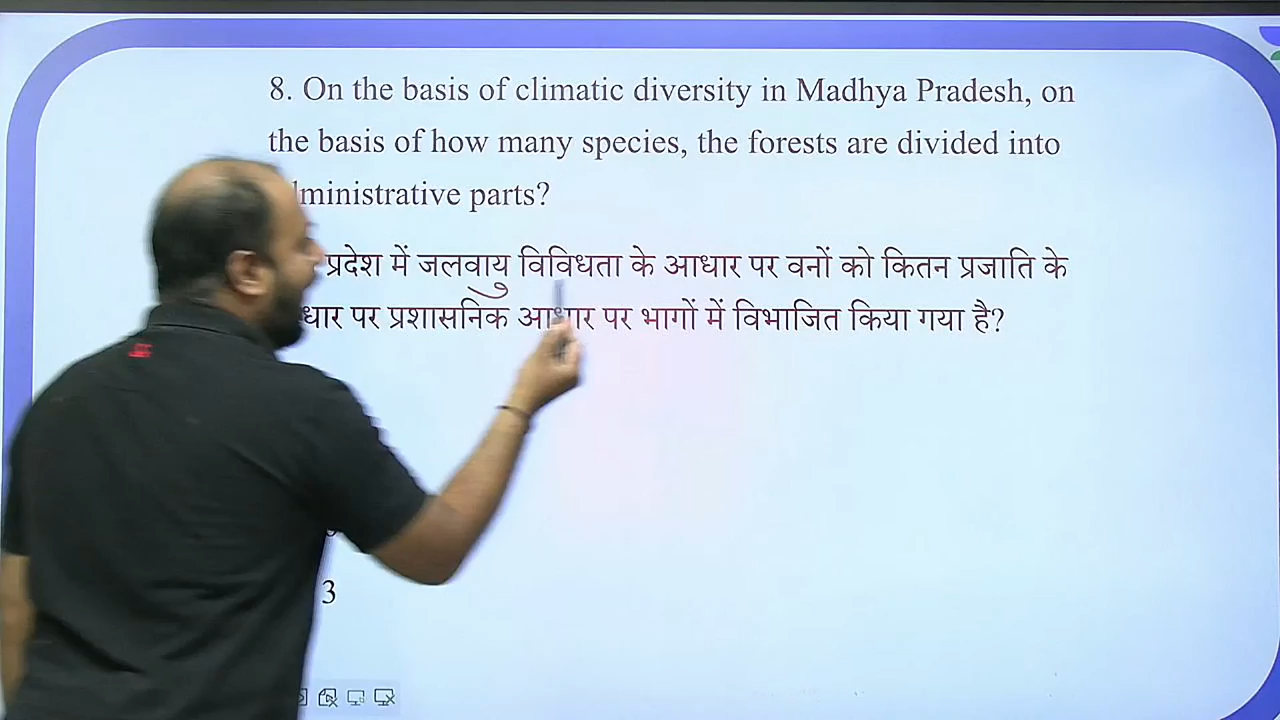 8. On the basis of climatic diversity in Madhya Pradesh, on
the basis of how many species, the forests are divided into
parts?
प्रदेश में जलवायु विविधता के आधार पर वनों को कितन प्रजाति के
पर प्रशासनिक आधार पर भागों में विभाजित किया गया है?
3